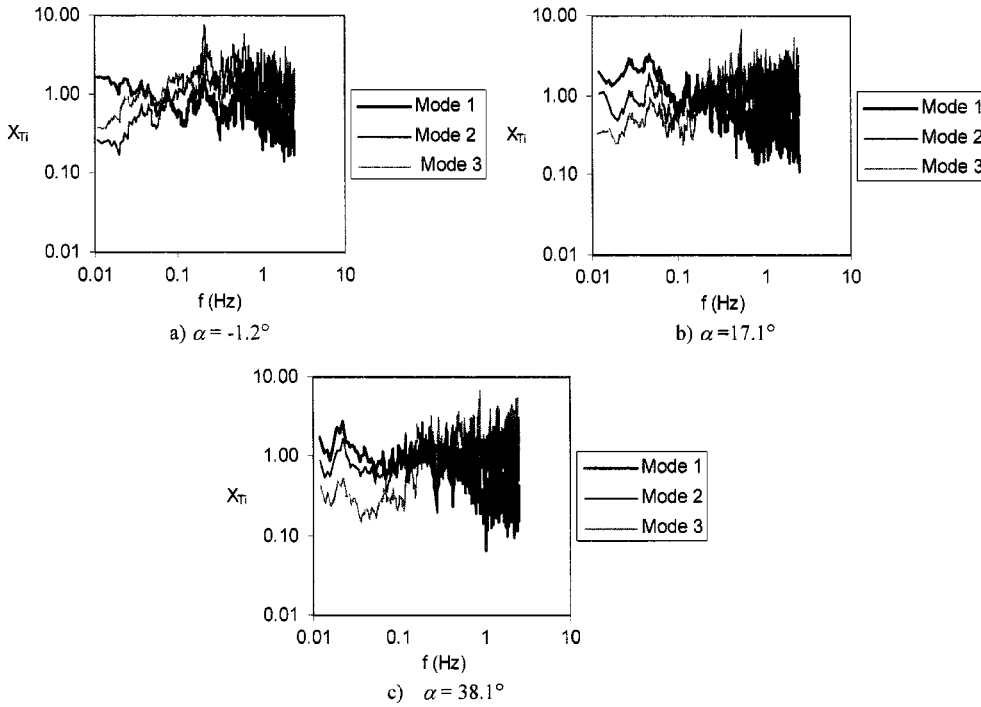 10.00
1.00
X_Ti
0.10
0.01
0.01 0.1 1 10
f (Hz)
Mode 1
Mode 2
Mode 3
a) α = -1.2°
10.00
1.00
X_Ti
0.10
0.01
0.01 0.1 1 10
f (Hz)
Mode 1
Mode 2
Mode 3
b) α =17.1°
10.00
1.00
X_Ti
0.10
0.01
0.01 0.1 1 10
f (Hz)
Mode 1
Mode 2
Mode 3
c) α = 38.1°